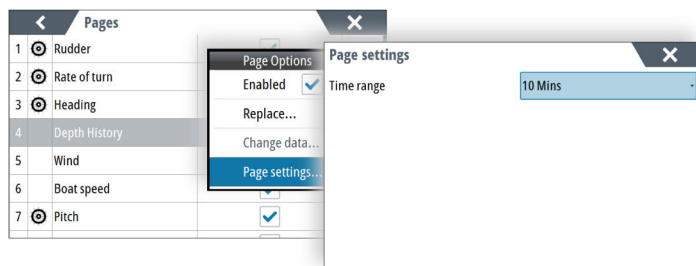 Pages
1 Rudder
2 Rate of turn
3 Heading
4 Depth History
5 Wind
6 Boat speed
7 Pitch
Page Options
Enabled
Replace...
Change data...
Page settings...
Page settings
Time range 10 Mins